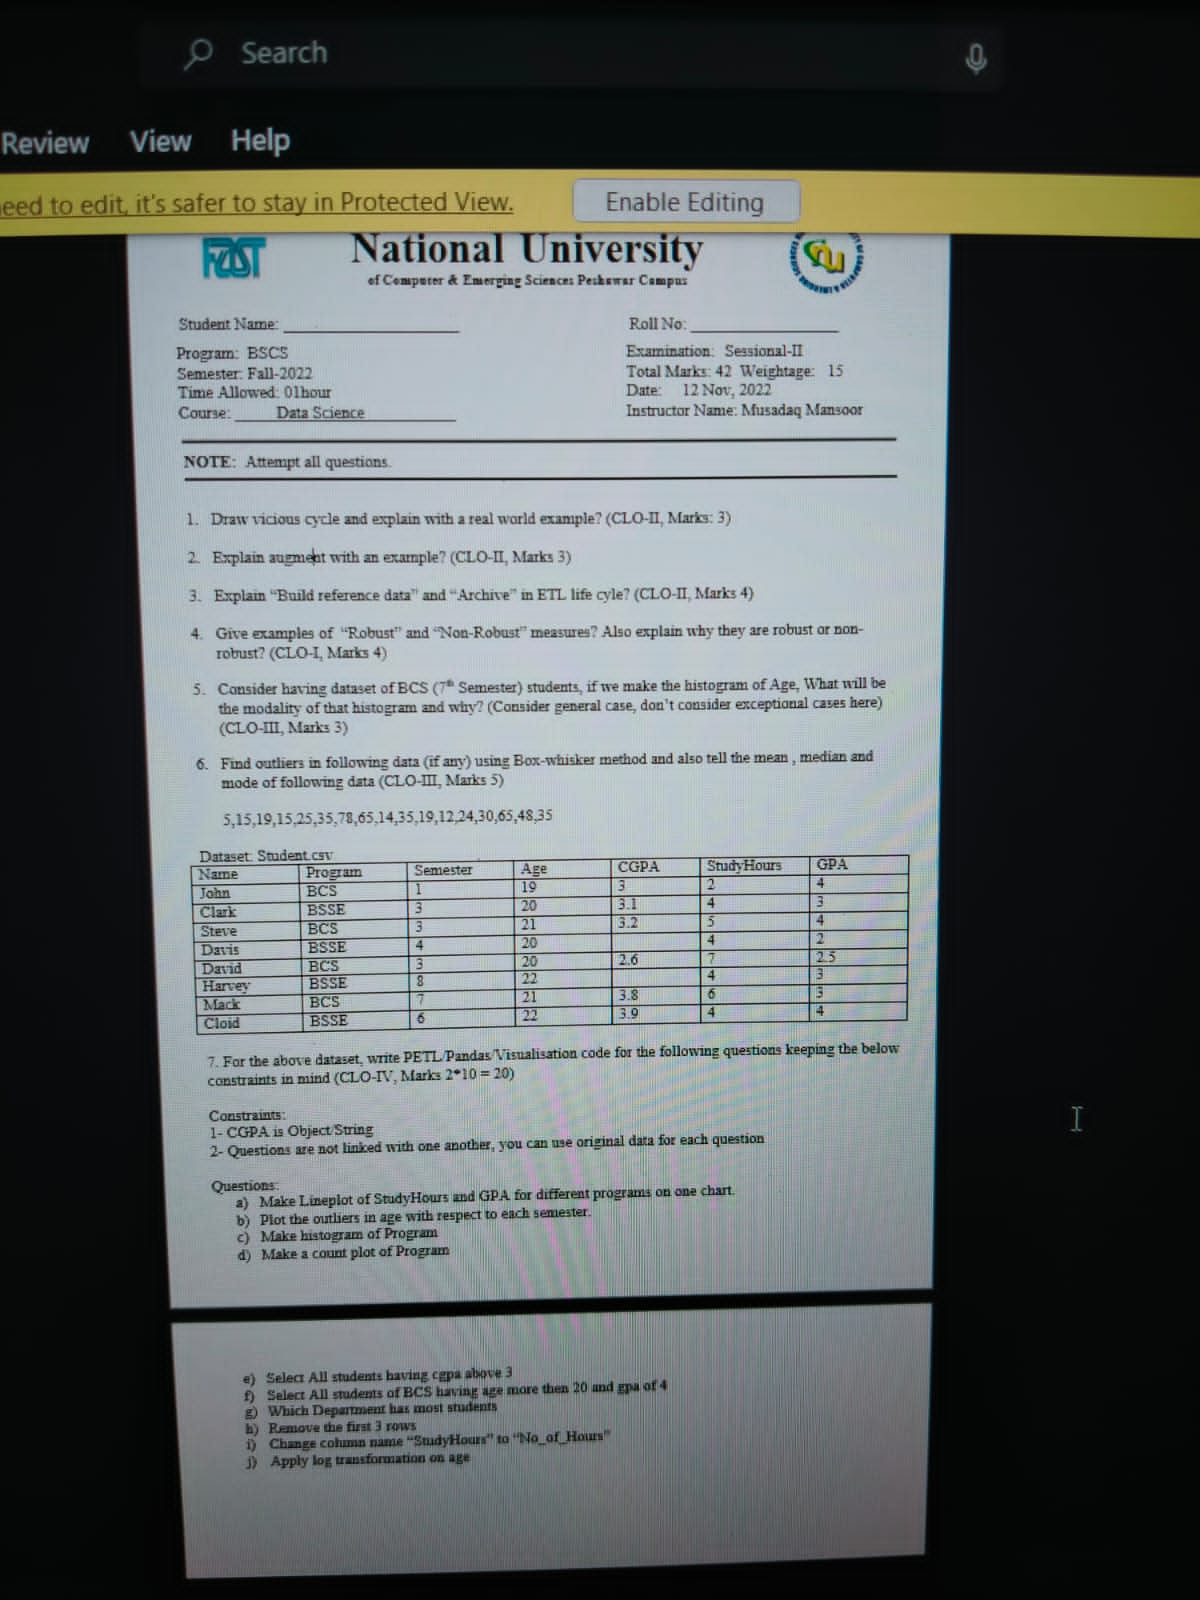 Search
Review View Help
need to edit, it's safer to stay in Protected View. Enable Editing
FAST
National University
of Computer & Emerging Sciences Peshawar Campus
Student Name: Roll No:
Program: BSCS Examination: Sessional-II
Semester: Fall-2022 Total Marks: 42 Weightage: 15
Time Allowed: 01hour Date: 12 Nov, 2022
Course: Data Science Instructor Name: Musadaq Mansoor
NOTE: Attempt all questions.
1. Draw vicious cycle and explain with a real world example? (CLO-II, Marks: 3)
2. Explain augment with an example? (CLO-II, Marks 3)
3. Explain "Build reference data" and "Archive" in ETL life cyle? (CLO-II, Marks 4)
4. Give examples of "Robust" and "Non-Robust" measures? Also explain why they are robust or non-
robust? (CLO-I, Marks 4)
5. Consider having dataset of BCS (7th Semester) students, if we make the histogram of Age, What will be
the modality of that histogram and why? (Consider general case, don't consider exceptional cases here)
(CLO-III, Marks 3)
6. Find outliers in following data (if any) using Box-whisker method and also tell the mean , median and
mode of following data (CLO-III, Marks 5)
5,15,19,15,25,35,78,65,14,35,19,12,24,30,65,48,35
Dataset: Student.csv
Name Program Semester Age CGPA StudyHours GPA
John BCS 1 19 3 2 4
Clark BSSE 3 20 3.1 4 3
Steve BCS 3 21 3.2 5 4
Davis BSSE 4 20 4 2
David BCS 3 20 2.6 7 2.5
Harvey BSSE 8 22 4 3
Mack BCS 7 21 3.8 6 3
Cloid BSSE 6 22 3.9 4 4
7. For the above dataset, write PETL/Pandas/Visualisation code for the following questions keeping the below
constraints in mind (CLO-IV, Marks 2*10 = 20)
Constraints:
1- CGPA is Object/String
2- Questions are not linked with one another, you can use original data for each question
Questions:
a) Make Lineplot of StudyHours and GPA for different programs on one chart.
b) Plot the outliers in age with respect to each semester.
c) Make histogram of Program
d) Make a count plot of Program
e) Select All students having cgpa above 3
f) Select All students of BCS having age more then 20 and gpa of 4
g) Which Department has most students
h) Remove the first 3 rows
i) Change column name "StudyHours" to "No_of_Hours"
j) Apply log transformation on age